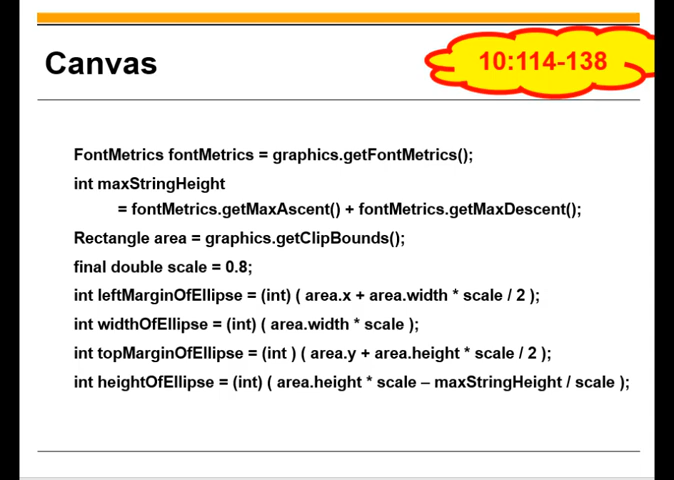 Canvas
10:114-138
FontMetrics fontMetrics = graphics.getFontMetrics();
int maxStringHeight
= fontMetrics.getMaxAscent() + fontMetrics.getMaxDescent();
Rectangle area = graphics.getClipBounds();
final double scale = 0.8;
int leftMarginOfEllipse = (int) ( area.x + area.width * scale / 2 );
int widthOfEllipse = (int) ( area.width * scale );
int topMarginOfEllipse = (int ) ( area.y + area.height * scale / 2 );
int heightOfEllipse = (int) ( area.height * scale – maxStringHeight / scale );